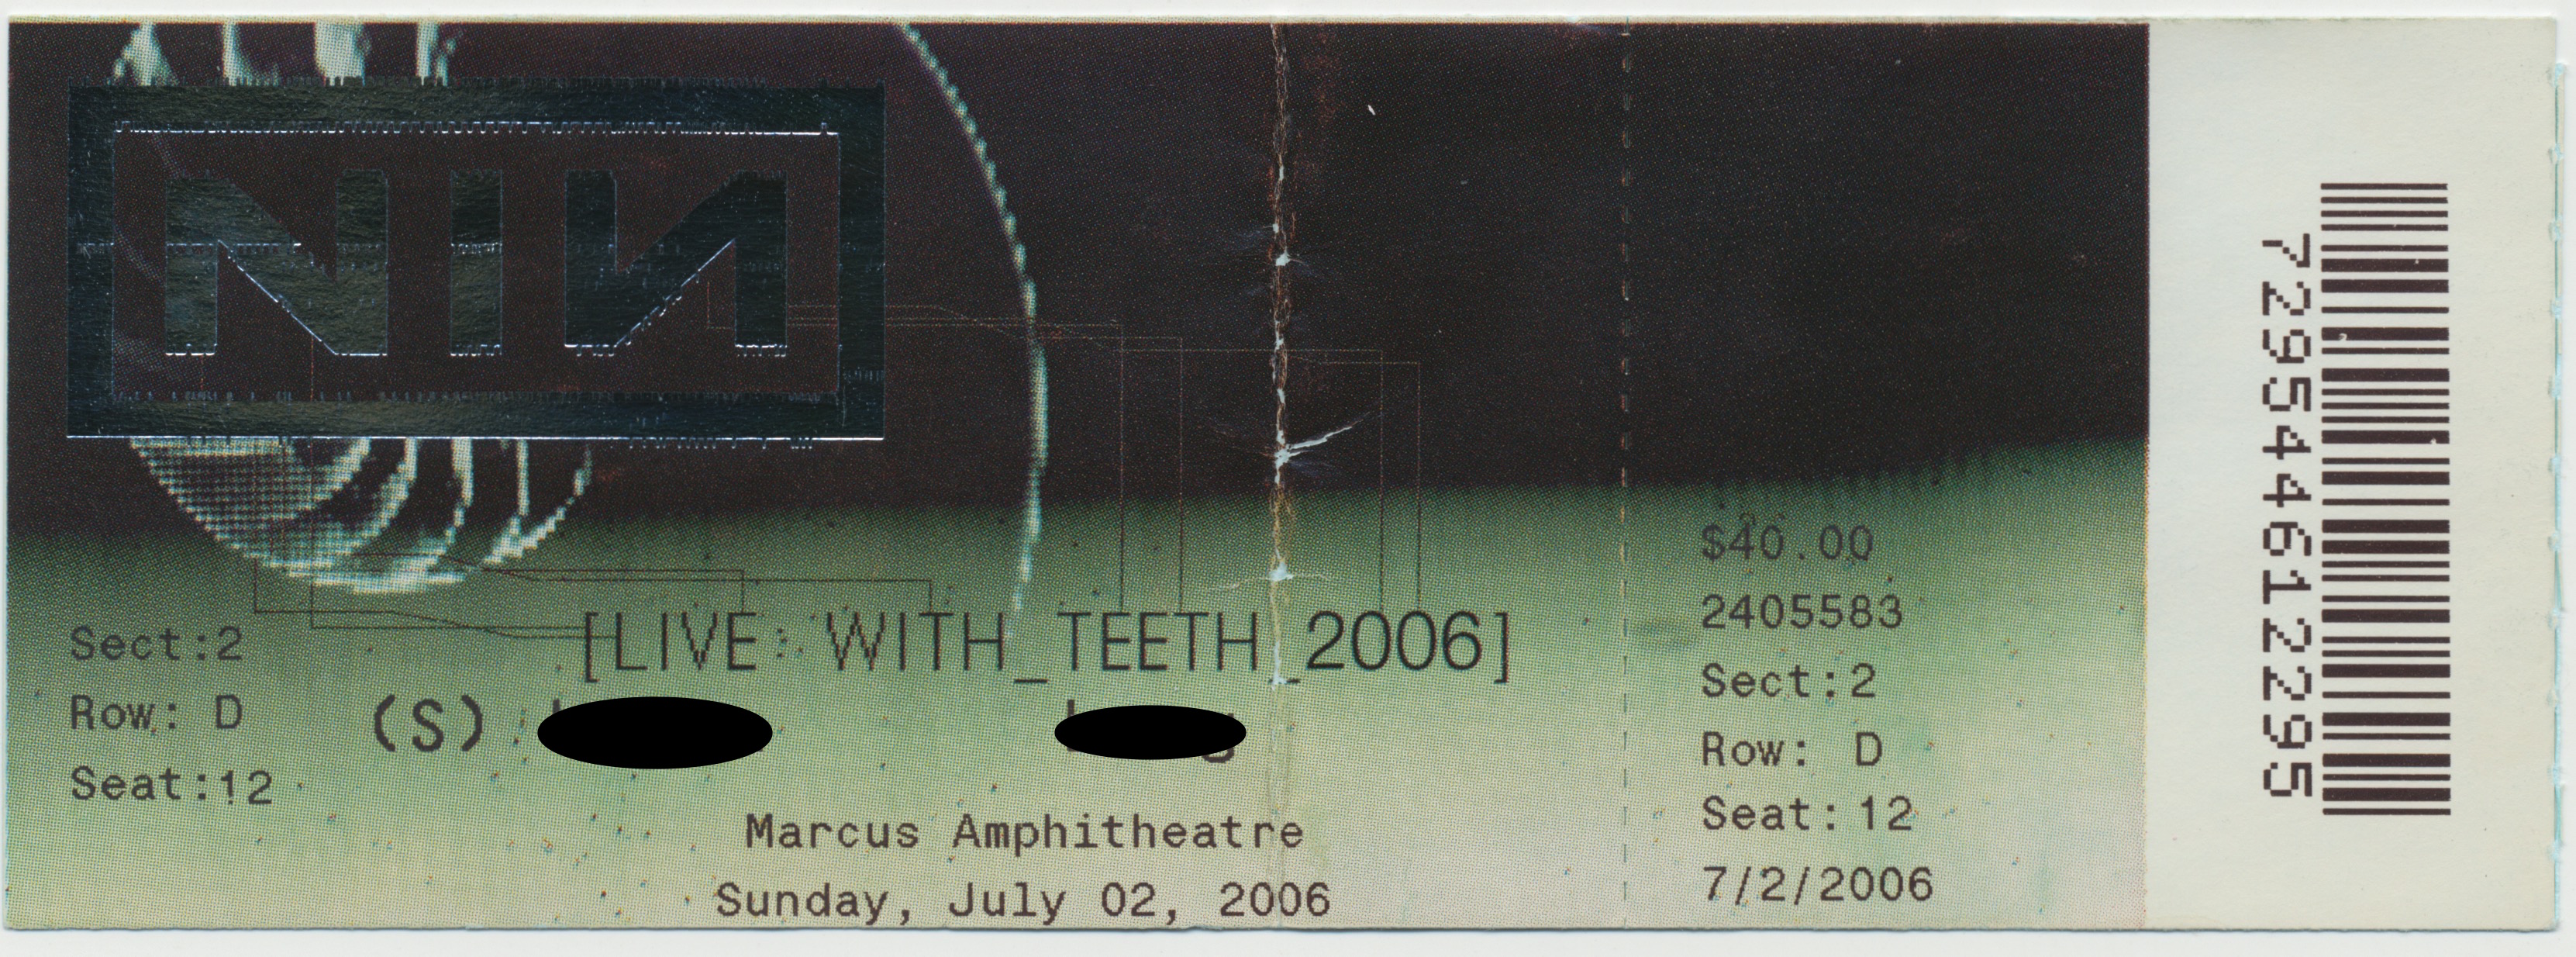 NIN
[LIVE: WITH_TEETH_2006]
Sect:2
Row: D
Seat:12
(S)
Marcus Amphitheatre
Sunday, July 02, 2006
$40.00
2405583
Sect:2
Row: D
Seat:12
7/2/2006
729544612295